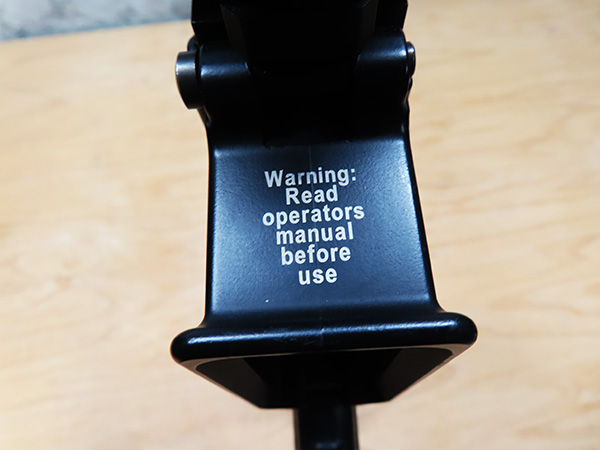 Warning:
Read
operators
manual
before
use